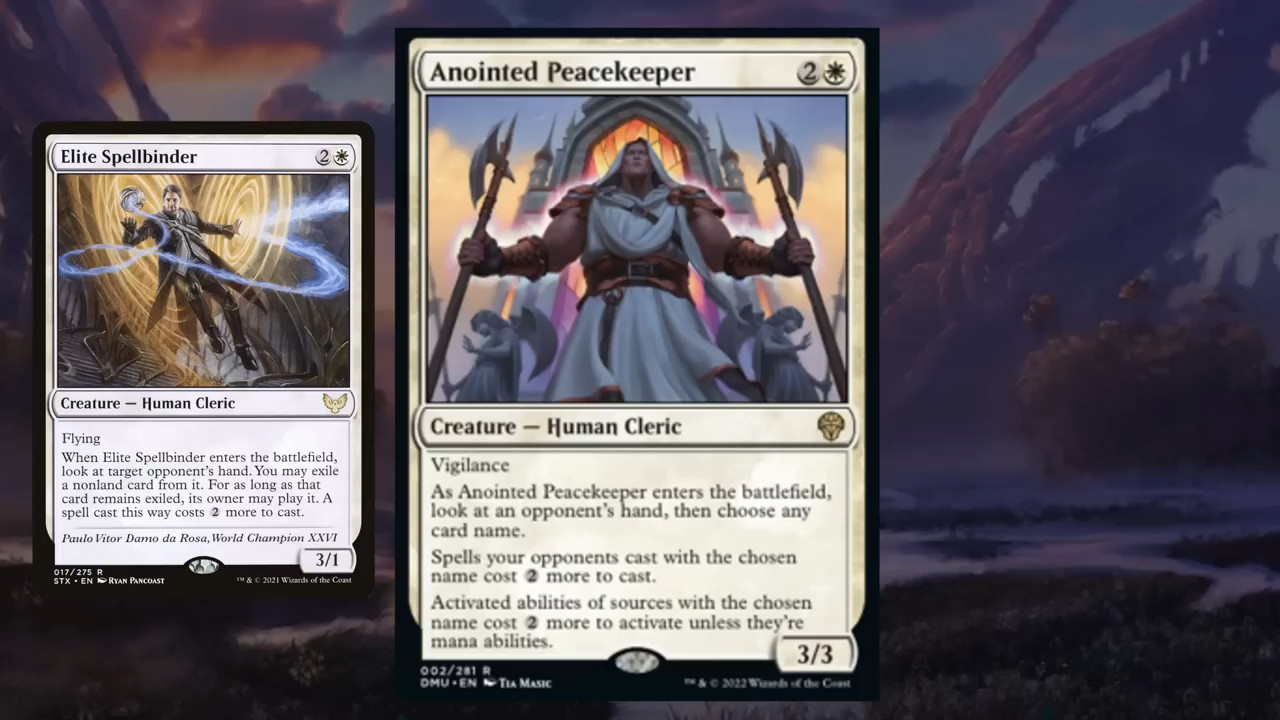 Elite Spellbinder 2
Creature — Human Cleric
Flying
When Elite Spellbinder enters the battlefield,
look at target opponent's hand. You may exile
a nonland card from it. For as long as that
card remains exiled, its owner may play it. A
spell cast this way costs 2 more to cast.
Paulo Vitor Damo da Rosa, World Champion XXVI
3/1
017/275 R
STX • EN Ryan Pancoast ™ & © 2021 Wizards of the Coast
Anointed Peacekeeper 2
Creature — Human Cleric
Vigilance
As Anointed Peacekeeper enters the battlefield,
look at an opponent's hand, then choose any
card name.
Spells your opponents cast with the chosen
name cost 2 more to cast.
Activated abilities of sources with the chosen
name cost 2 more to activate unless they're
mana abilities.
3/3
002/281 R
DMU • EN Tia Masic ™ & © 2022 Wizards of the Coast